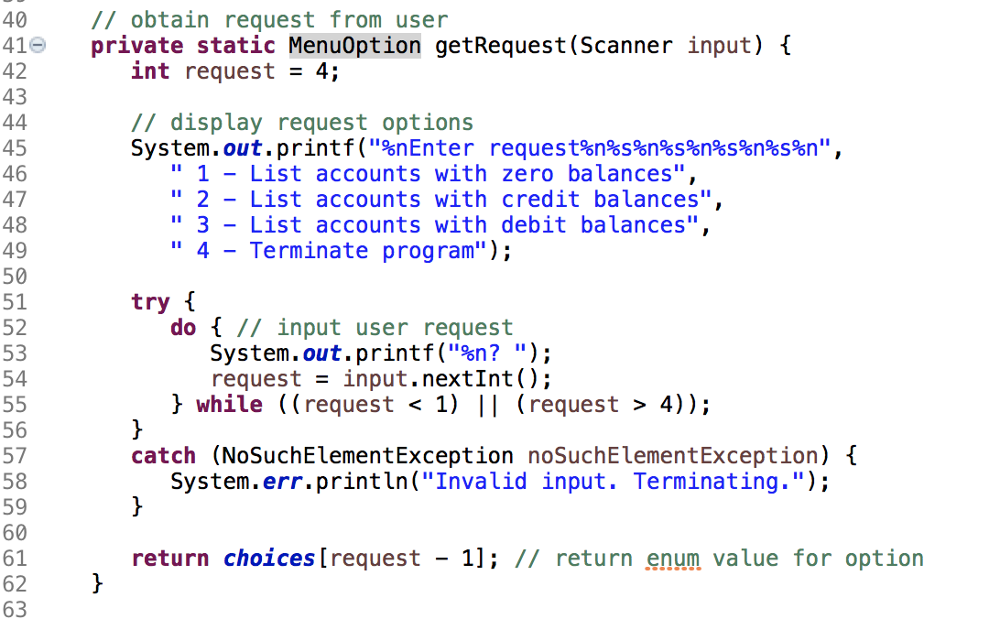 40 // obtain request from user
41 private static MenuOption getRequest(Scanner input) {
42 int request = 4;
43
44 // display request options
45 System.out.printf("%nEnter request%n%s%n%s%n%s%n%s%n",
46 " 1 - List accounts with zero balances",
47 " 2 - List accounts with credit balances",
48 " 3 - List accounts with debit balances",
49 " 4 - Terminate program");
50
51 try {
52 do { // input user request
53 System.out.printf("%n? ");
54 request = input.nextInt();
55 } while ((request < 1) || (request > 4));
56 }
57 catch (NoSuchElementException noSuchElementException) {
58 System.err.println("Invalid input. Terminating.");
59 }
60
61 return choices[request - 1]; // return enum value for option
62 }
63